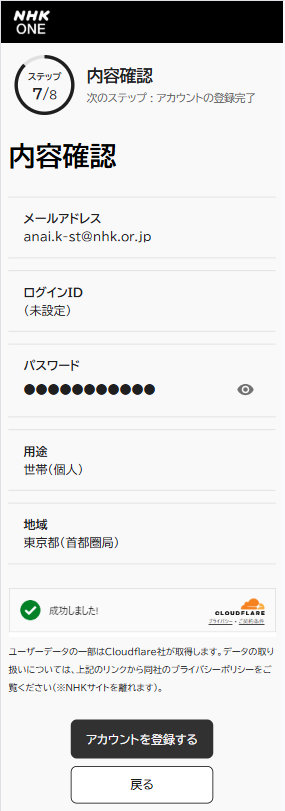 NHK
ONE
ステップ
7/8
内容確認
次のステップ：アカウントの登録完了
内容確認
メールアドレス
anai.k-st@nhk.or.jp
ログインID
（未設定）
パスワード
●●●●●●●●●●●
用途
世帯（個人）
地域
東京都（首都圏局）
成功しました!
CLOUDFLARE
プライバシー • ご契約条件
ユーザーデータの一部はCloudflare社が取得します。データの取り
扱いについては、上記のリンクから同社のプライバシーポリシーをご
覧ください（※NHKサイトを離れます）。
アカウントを登録する
戻る